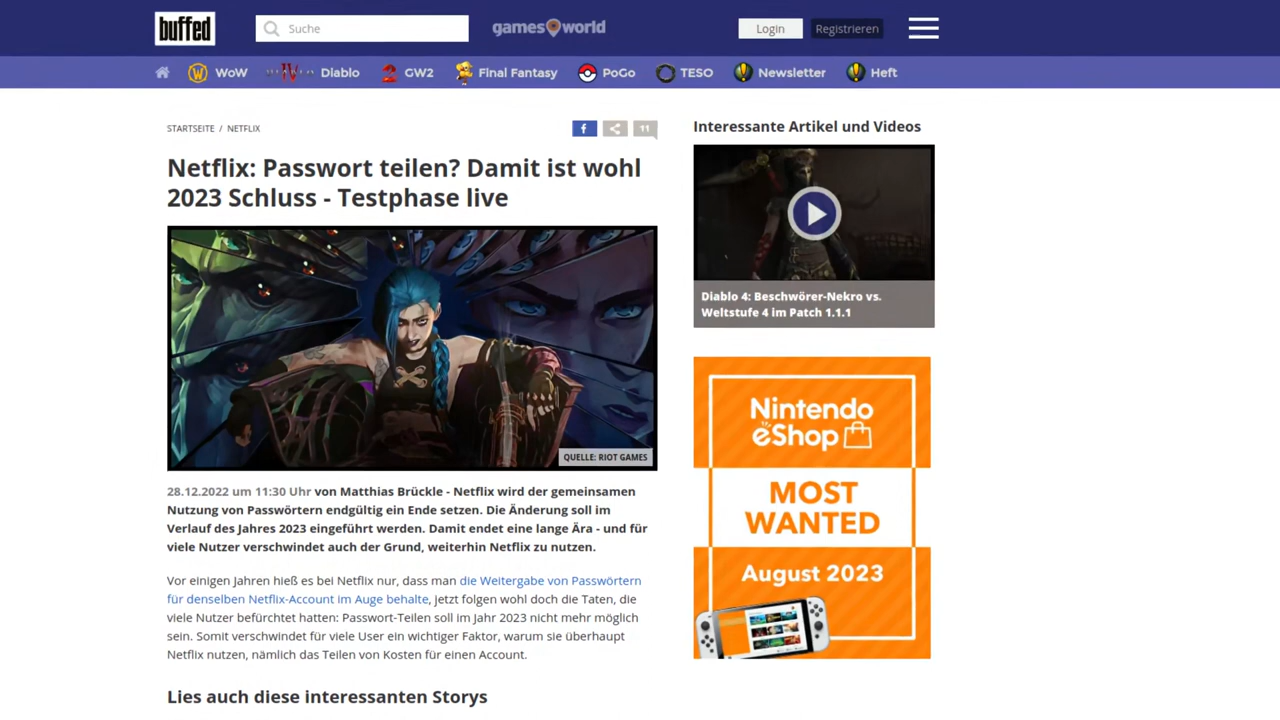 buffed
Suche
gamesworld
Login
Registrieren
WoW
IV
Diablo
2
GW2
Final Fantasy
PoGo
TESO
Newsletter
Heft
STARTSEITE / NETFLIX
f
11
Netflix: Passwort teilen? Damit ist wohl
2023 Schluss - Testphase live
QUELLE: RIOT GAMES
28.12.2022 um 11:30 Uhr von Matthias Brückle - Netflix wird der gemeinsamen
Nutzung von Passwörtern endgültig ein Ende setzen. Die Änderung soll im
Verlauf des Jahres 2023 eingeführt werden. Damit endet eine lange Ära - und für
viele Nutzer verschwindet auch der Grund, weiterhin Netflix zu nutzen.
Vor einigen Jahren hieß es bei Netflix nur, dass man die Weitergabe von Passwörtern
für denselben Netflix-Account im Auge behalte, jetzt folgen wohl doch die Taten, die
viele Nutzer befürchtet hatten: Passwort-Teilen soll im Jahr 2023 nicht mehr möglich
sein. Somit verschwindet für viele User ein wichtiger Faktor, warum sie überhaupt
Netflix nutzen, nämlich das Teilen von Kosten für einen Account.
Lies auch diese interessanten Storys
Interessante Artikel und Videos
Diablo 4: Beschwörer-Nekro vs.
Weltstufe 4 im Patch 1.1.1
Nintendo
eShop
MOST
WANTED
August 2023